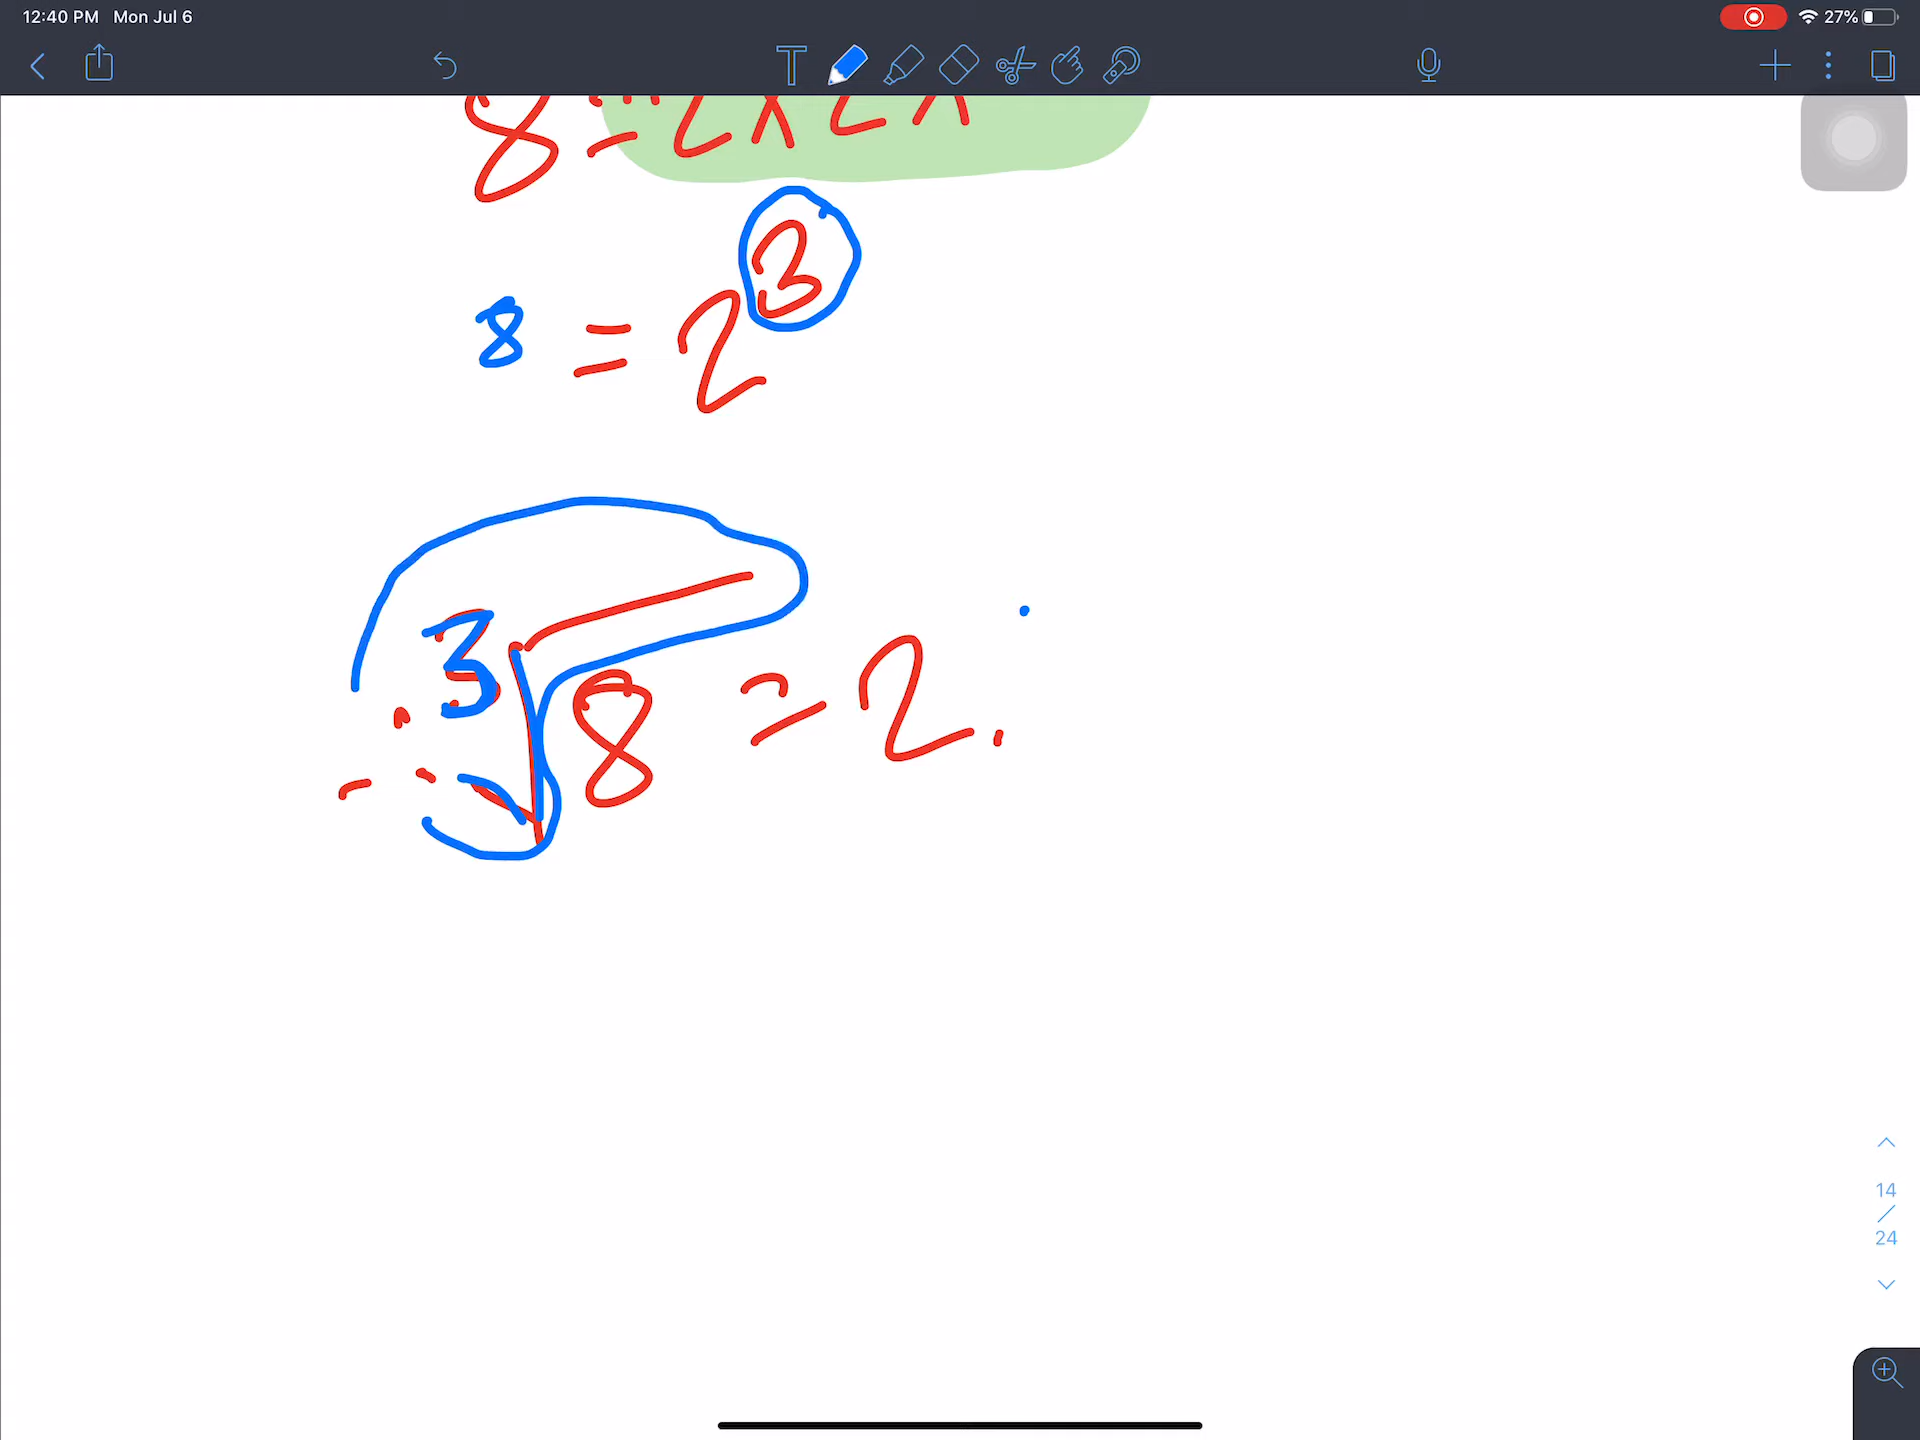 12:40 PM Mon Jul 6 27%
T
8 = 2 x 2 x
8 = 2³
³√8 = 2.
14
/
24